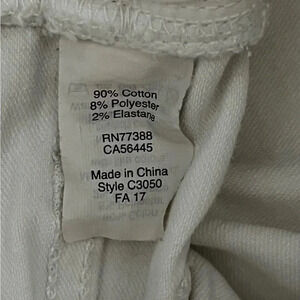 90% Cotton
8% Polyester
2% Elastane
RN77388
CA56445
Made in China
Style C3050
FA 17